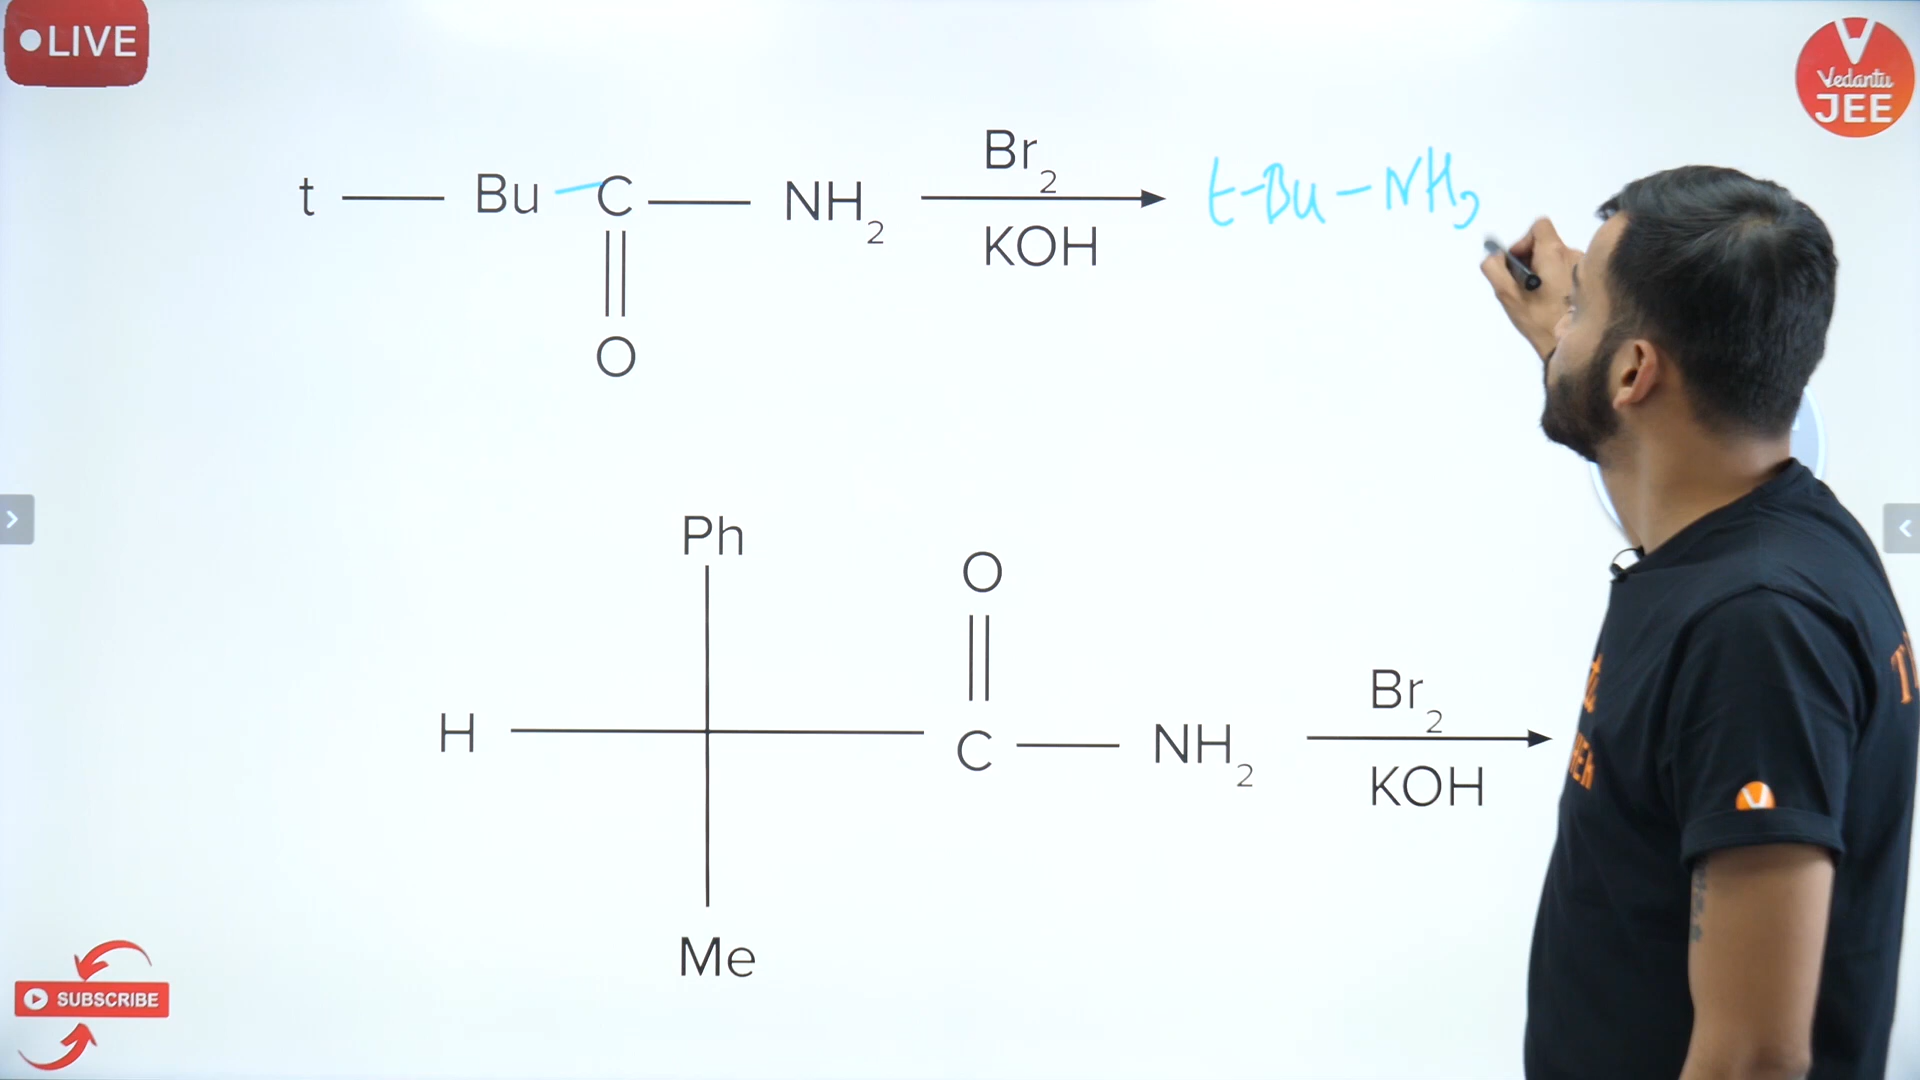 LIVE
Vedantu
JEE
t — Bu — C — NH2
O
Br2
KOH
t-Bu-NH2
Ph
O
H
C — NH2
Br2
KOH
Me
SUBSCRIBE